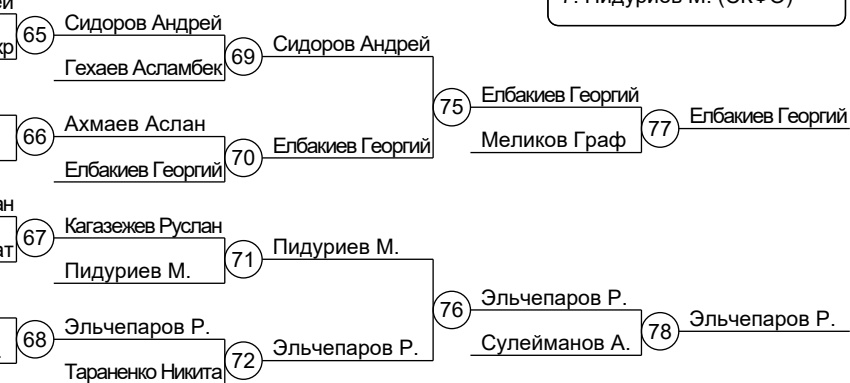 7. Пидуриев М. (СКФО)
65
Сидоров Андрей
Гехаев Асламбек
69
Сидоров Андрей
66
Ахмаев Аслан
Елбакиев Георгий
70
Елбакиев Георгий
75
Елбакиев Георгий
Меликов Граф
77
Елбакиев Георгий
67
Кагазежев Руслан
Пидуриев М.
71
Пидуриев М.
68
Эльчепаров Р.
Тараненко Никита
72
Эльчепаров Р.
76
Эльчепаров Р.
Сулейманов А.
78
Эльчепаров Р.